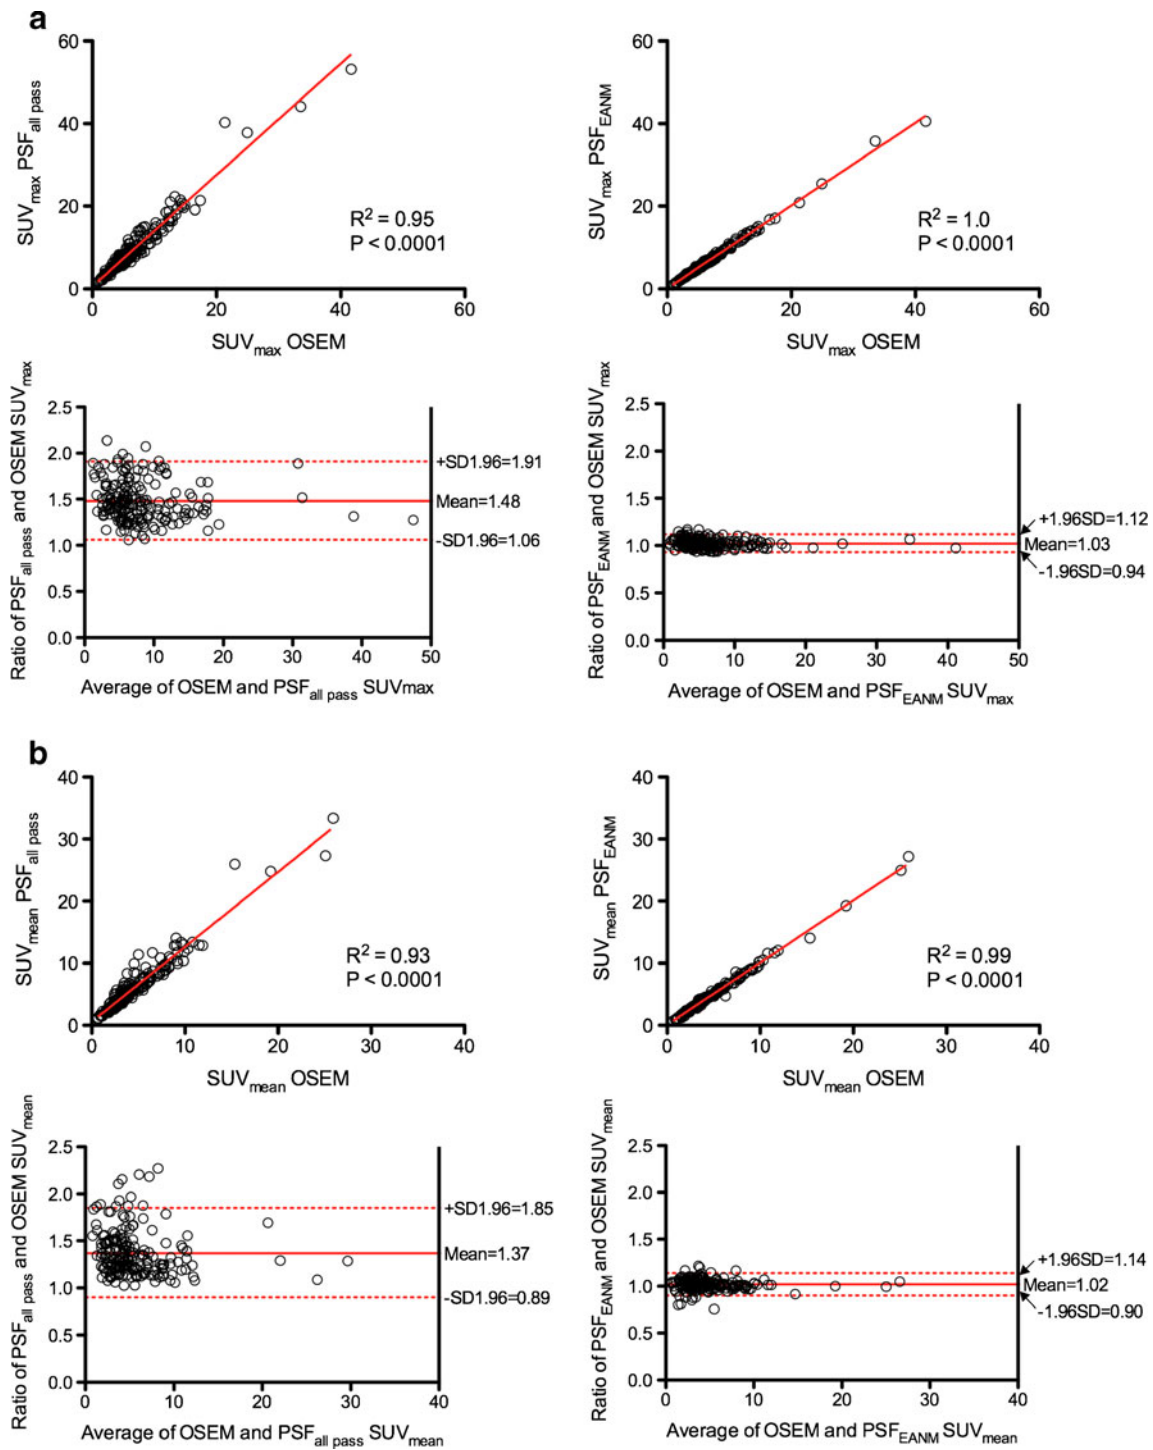 a
60
40
20
0
0
20
40
60
SUVmax PSFall pass
SUVmax OSEM
R2 = 0.95
P < 0.0001
60
40
20
0
0
20
40
60
SUVmax PSFEANM
SUVmax OSEM
R2 = 1.0
P < 0.0001
2.5
2.0
1.5
1.0
0.5
0.0
0
10
20
30
40
50
Ratio of PSFall pass and OSEM SUVmax
Average of OSEM and PSFall pass SUVmax
+SD1.96=1.91
Mean=1.48
-SD1.96=1.06
2.5
2.0
1.5
1.0
0.5
0.0
0
10
20
30
40
50
Ratio of PSFEANM and OSEM SUVmax
Average of OSEM and PSFEANM SUVmax
+1.96SD=1.12
Mean=1.03
-1.96SD=0.94
b
40
30
20
10
0
0
10
20
30
40
SUVmean PSFall pass
SUVmean OSEM
R2 = 0.93
P < 0.0001
40
30
20
10
0
0
10
20
30
40
SUVmean PSFEANM
SUVmean OSEM
R2 = 0.99
P < 0.0001
2.5
2.0
1.5
1.0
0.5
0.0
0
10
20
30
40
Ratio of PSFall pass and OSEM SUVmean
Average of OSEM and PSFall pass SUVmean
+SD1.96=1.85
Mean=1.37
-SD1.96=0.89
2.5
2.0
1.5
1.0
0.5
0.0
0
10
20
30
40
Ratio of PSFEANM and OSEM SUVmean
Average of OSEM and PSFEANM SUVmean
+1.96SD=1.14
Mean=1.02
-1.96SD=0.90